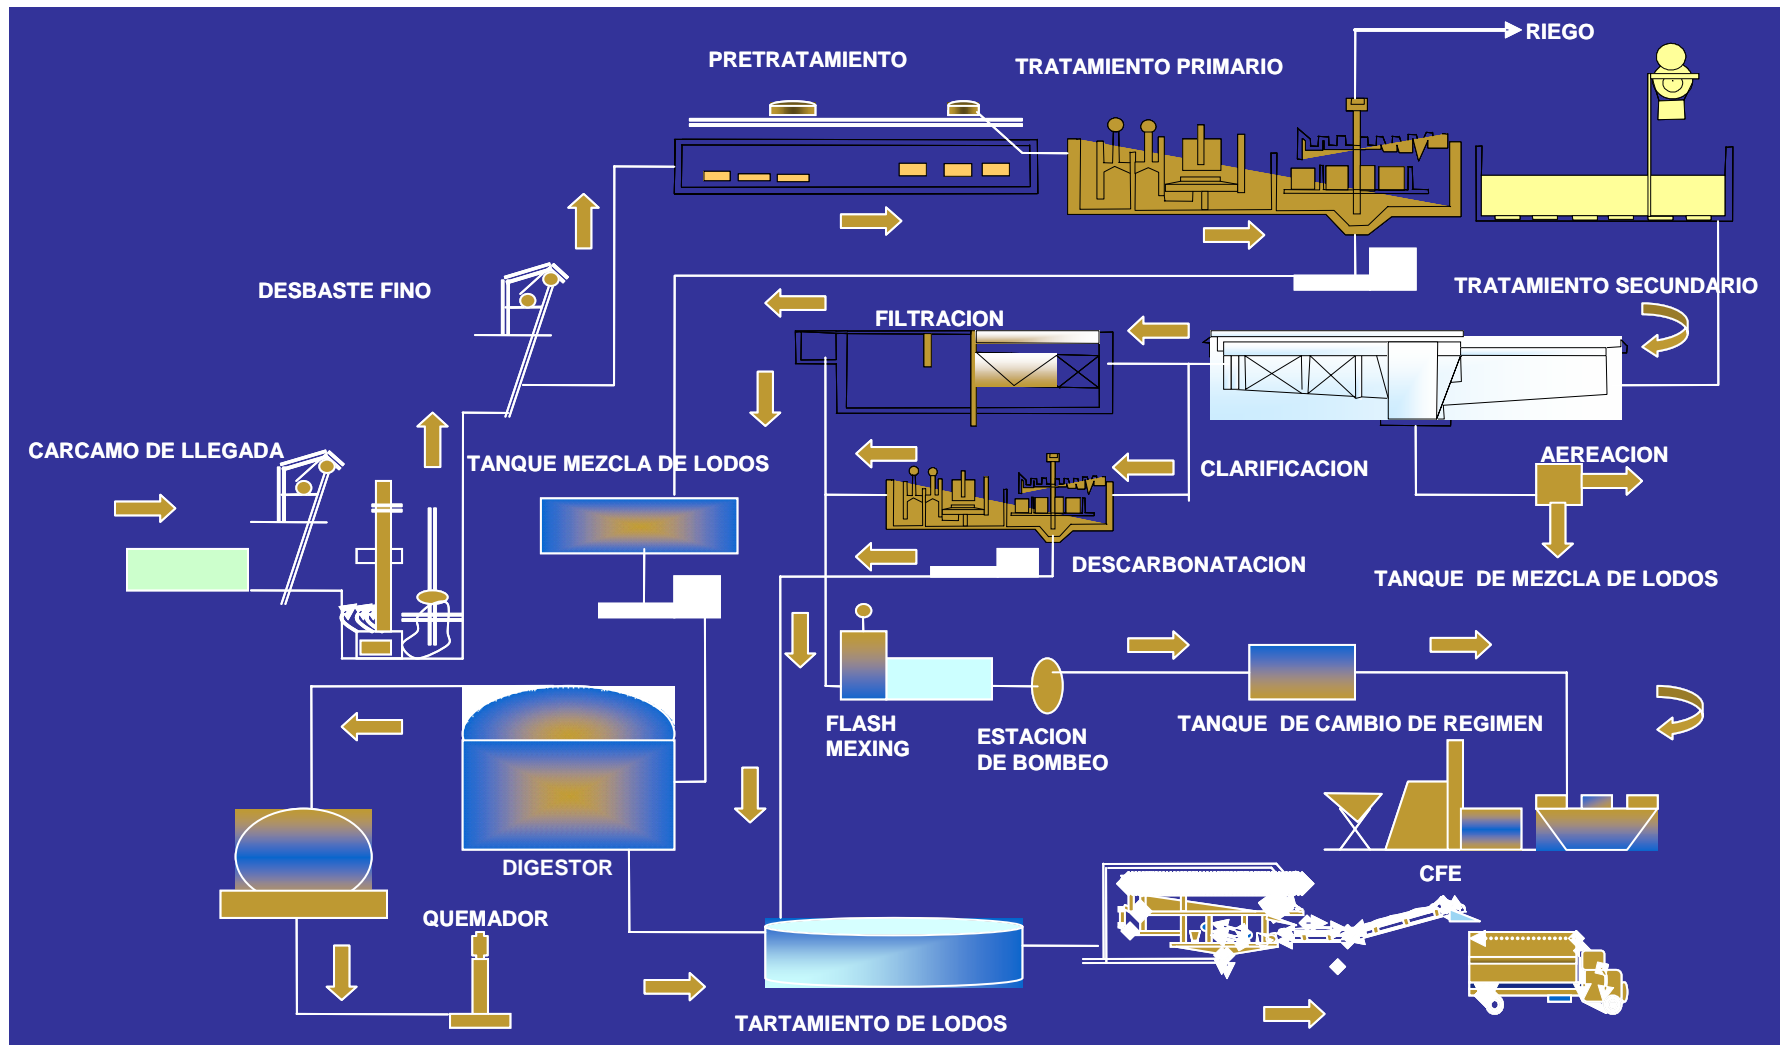 RIEGO
PRETRATAMIENTO
TRATAMIENTO PRIMARIO
DESBASTE FINO
TRATAMIENTO SECUNDARIO
FILTRACION
CARCAMO DE LLEGADA
TANQUE MEZCLA DE LODOS
CLARIFICACION
AEREACION
DESCARBONATACION
TANQUE  DE MEZCLA DE LODOS
FLASH
MEXING
ESTACION
DE BOMBEO
TANQUE  DE CAMBIO DE REGIMEN
DIGESTOR
CFE
QUEMADOR
TARTAMIENTO DE LODOS